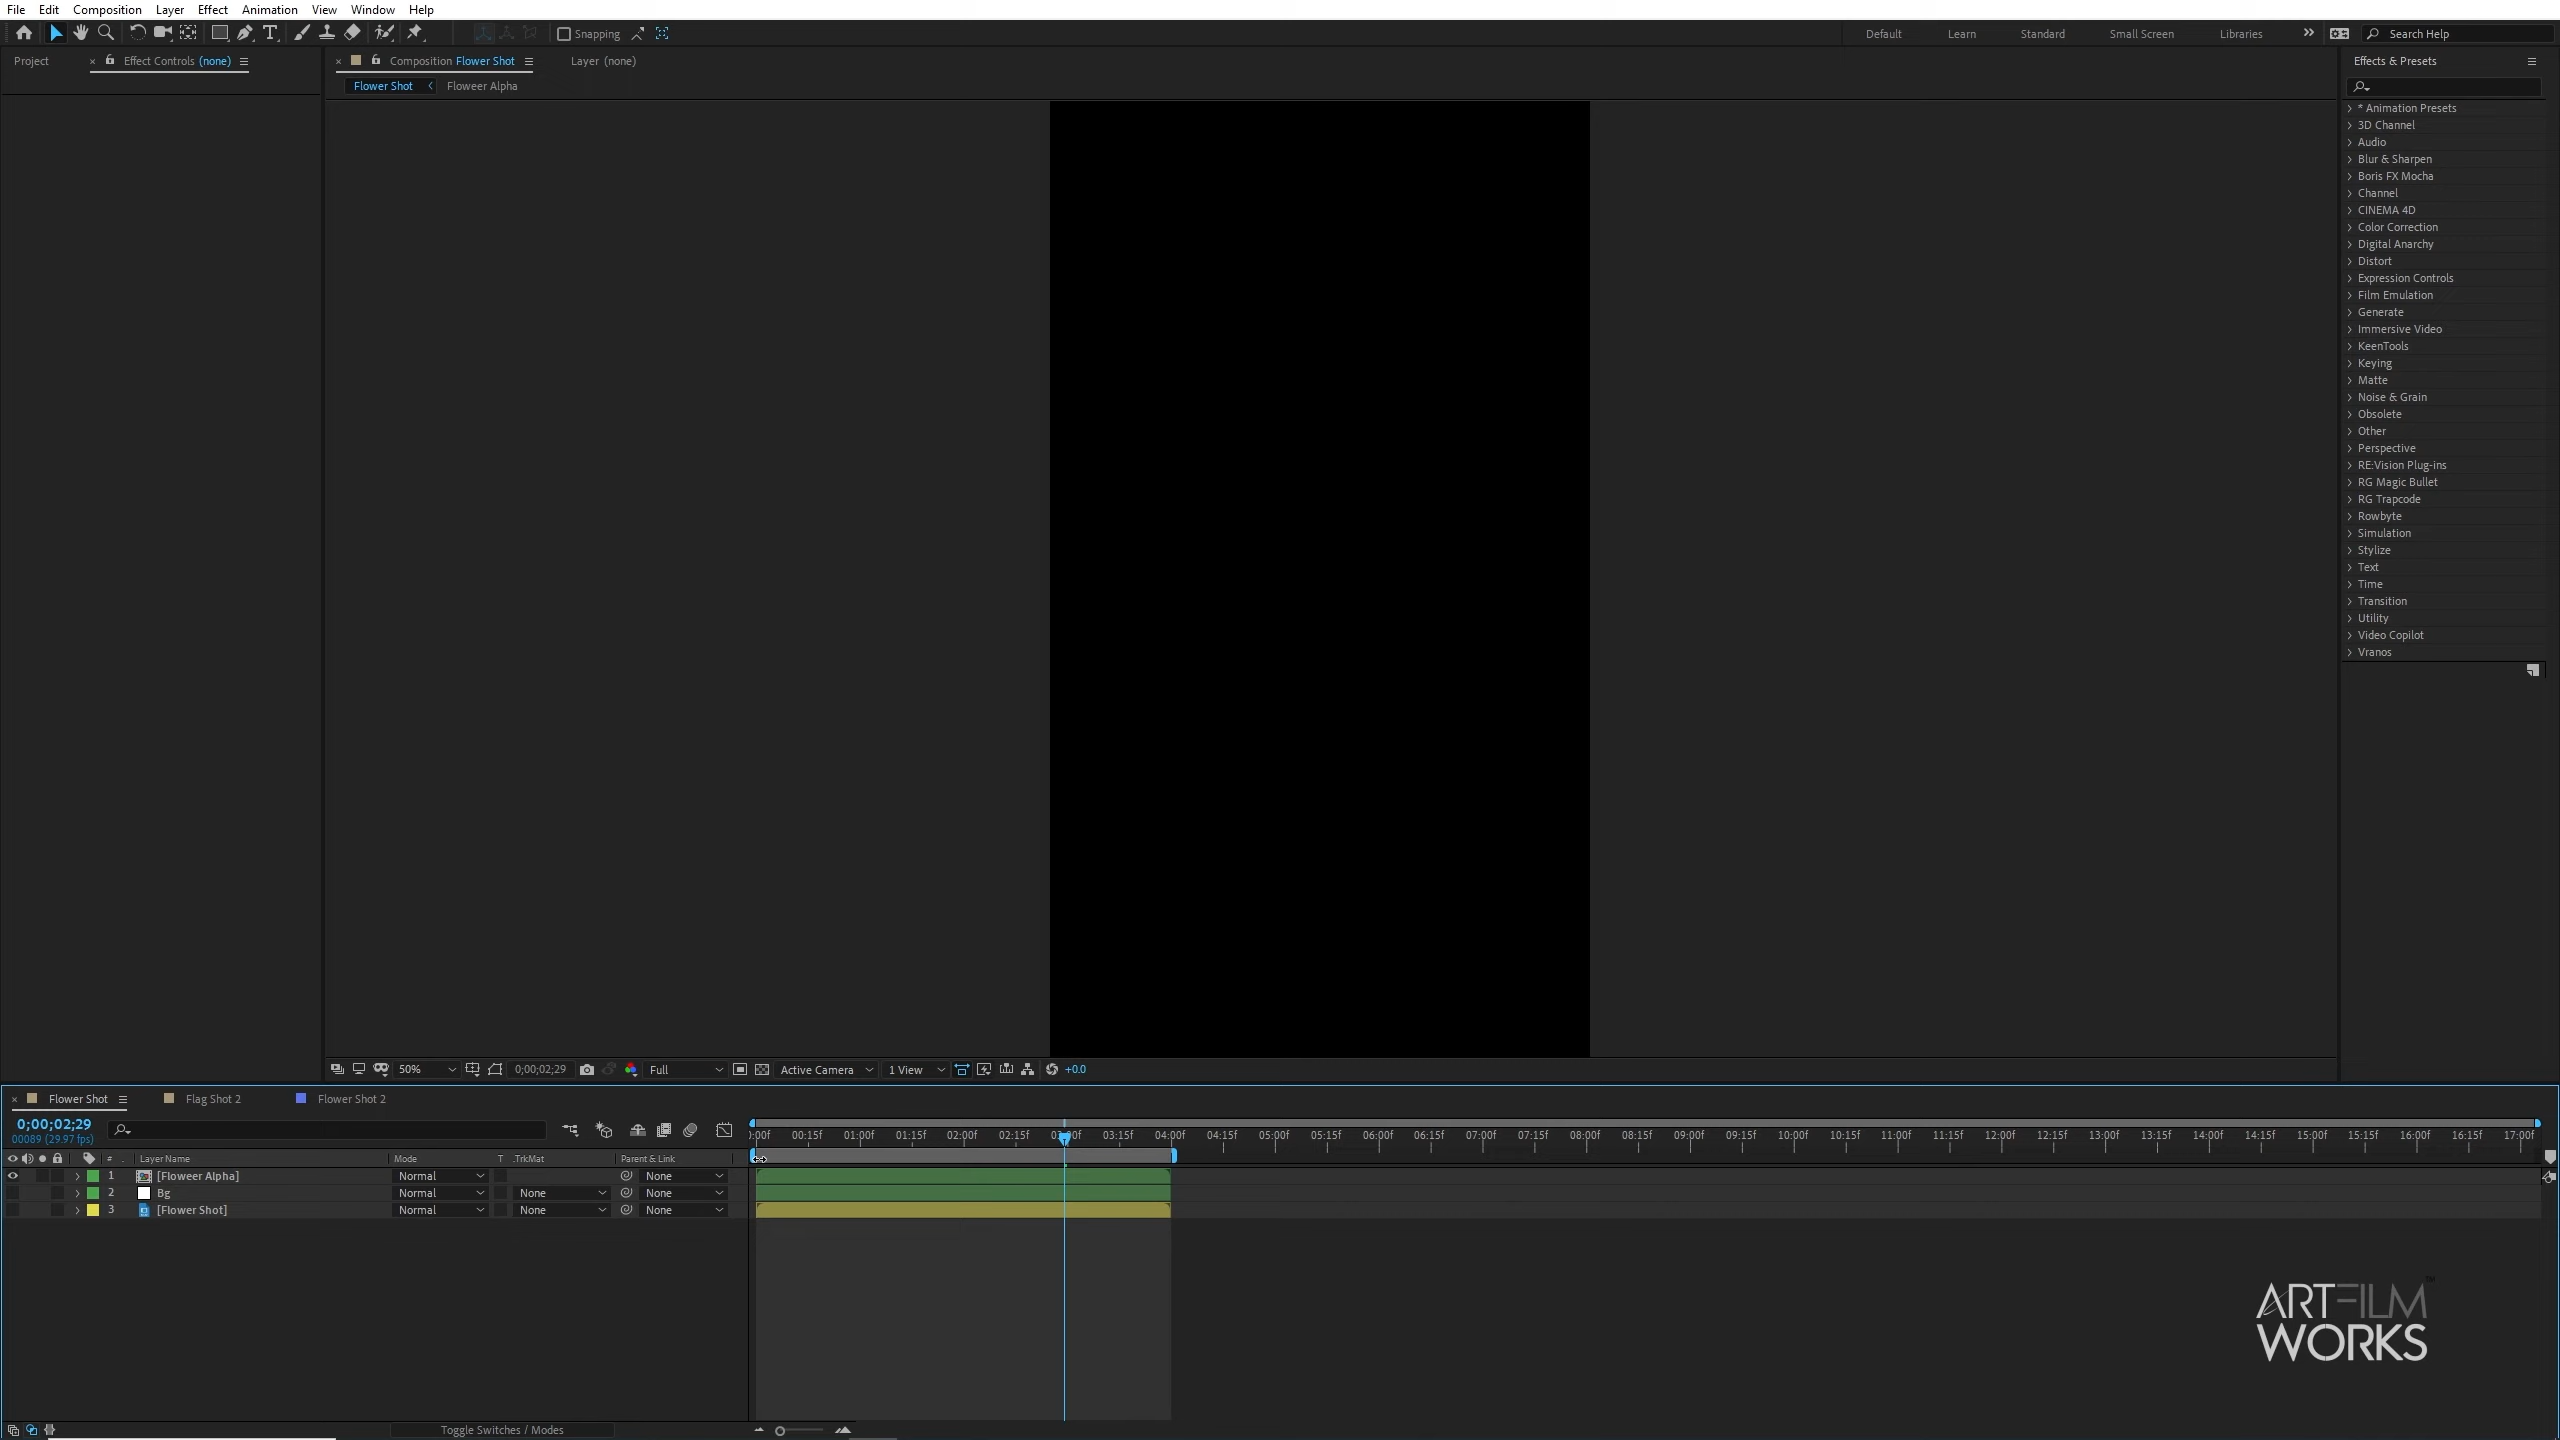 File Edit Composition Layer Effect Animation View Window Help
Snapping Default Learn Standard Small Screen Libraries Search Help
Project Effect Controls (none) Composition Flower Shot Layer (none) Effects & Presets
Flower Shot Floweer Alpha
* Animation Presets
3D Channel
Audio
Blur & Sharpen
Boris FX Mocha
Channel
CINEMA 4D
Color Correction
Digital Anarchy
Distort
Expression Controls
Film Emulation
Generate
Immersive Video
KeenTools
Keying
Matte
Noise & Grain
Obsolete
Other
Perspective
RE:Vision Plug-ins
RG Magic Bullet
RG Trapcode
Rowbyte
Simulation
Stylize
Text
Time
Transition
Utility
Video Copilot
Vranos
50% 0;00;02;29 Full Active Camera 1 View +0.0
Flower Shot Flag Shot 2 Flower Shot 2
0;00;02;29
00089 (29.97 fps)
:00f 00:15f 01:00f 01:15f 02:00f 02:15f 03:00f 03:15f 04:00f 04:15f 05:00f 05:15f 06:00f 06:15f 07:00f 07:15f 08:00f 08:15f 09:00f 09:15f 10:00f 10:15f 11:00f 11:15f 12:00f 12:15f 13:00f 13:15f 14:00f 14:15f 15:00f 15:15f 16:00f 16:15f 17:00f
# . Layer Name Mode T .TrkMat Parent & Link
1 [Floweer Alpha] Normal None
2 Bg Normal None None
3 [Flower Shot] Normal None None
ARTFILM
WORKS
Toggle Switches / Modes